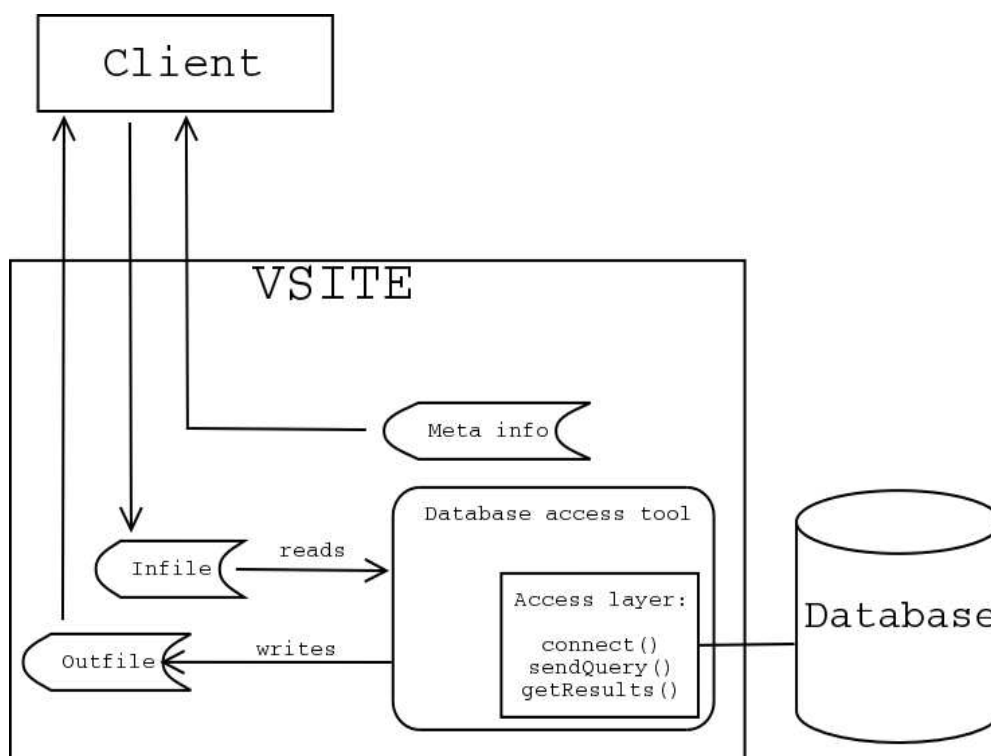 Client
VSITE
Meta info
Database access tool
Infile
reads
Access layer:
connect()
sendQuery()
getResults()
Database
Outfile
writes